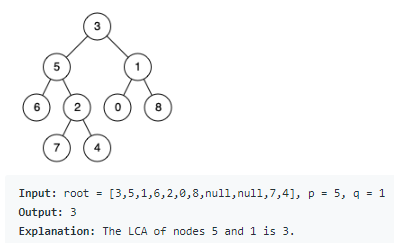 3
5 1
6 2 0 8
7 4
Input: root = [3,5,1,6,2,0,8,null,null,7,4], p = 5, q = 1
Output: 3
Explanation: The LCA of nodes 5 and 1 is 3.